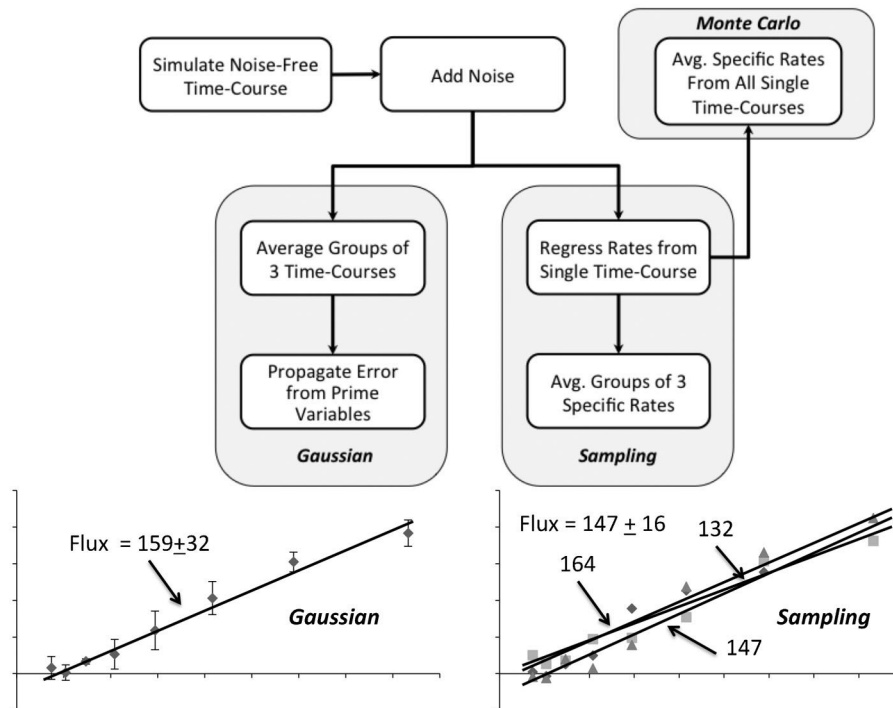 Monte Carlo
Simulate Noise-Free
Time-Course
Add Noise
Avg. Specific Rates
From All Single
Time-Courses
Average Groups of
3 Time-Courses
Regress Rates from
Single Time-Course
Propagate Error
from Prime
Variables
Avg. Groups of 3
Specific Rates
Gaussian
Sampling
Flux = 159±32
Gaussian
Flux = 147 ± 16
132
164
147
Sampling